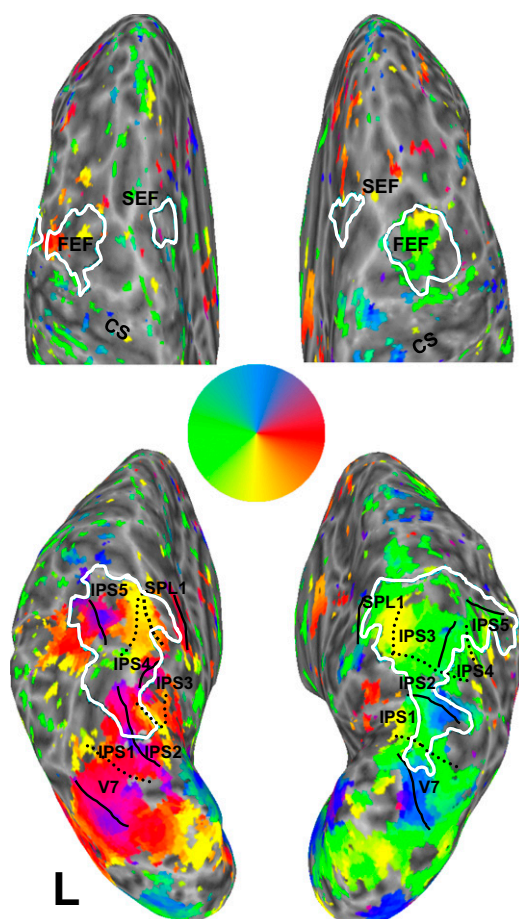 SEF
SEF
FEF
FEF
CS
CS
IPS5
SPL1
SPL1
IPS5
IPS3
IPS4
IPS4
IPS3
IPS2
IPS1
IPS1
IPS2
V7
V7
L